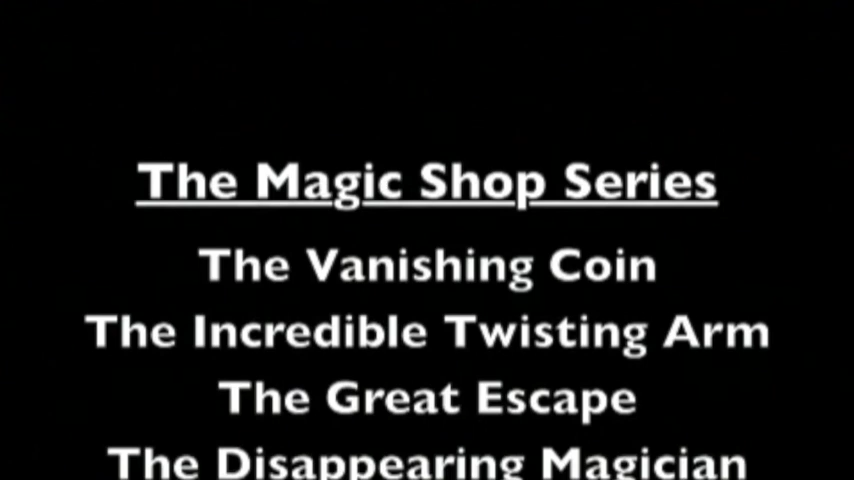 The Magic Shop Series
The Vanishing Coin
The Incredible Twisting Arm
The Great Escape
The Disappearing Magician